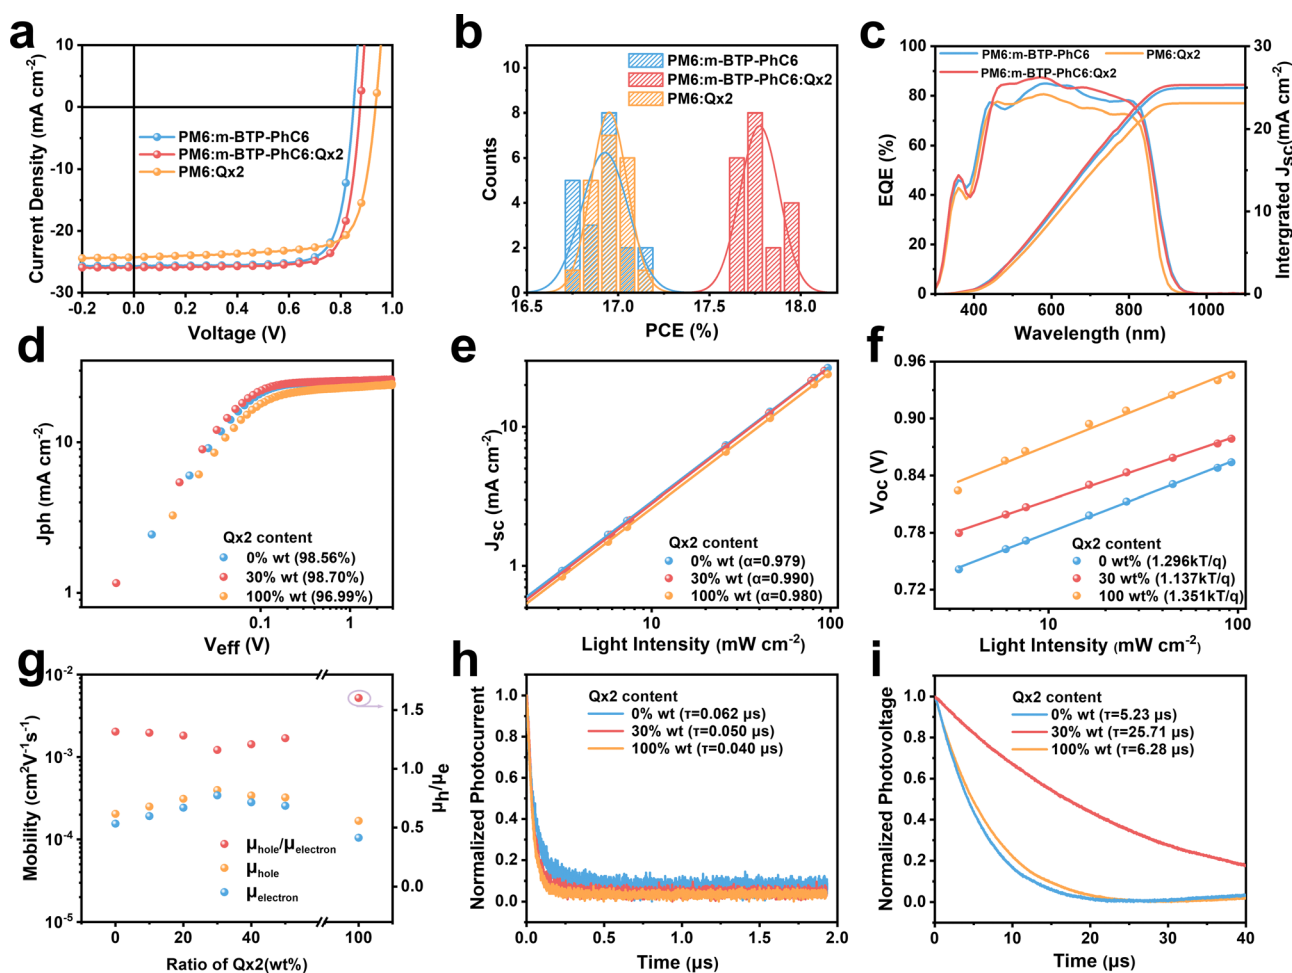 a
Current Density (mA cm-2)
10
0
-10
-20
-30
PM6:m-BTP-PhC6
PM6:m-BTP-PhC6:Qx2
PM6:Qx2
-0.2 0.0 0.2 0.4 0.6 0.8 1.0
Voltage (V)
b
Counts
10
8
6
4
2
0
PM6:m-BTP-PhC6
PM6:m-BTP-PhC6:Qx2
PM6:Qx2
16.5 17.0 17.5 18.0
PCE (%)
c
EQE (%)
100
80
60
40
20
0
PM6:m-BTP-PhC6 PM6:Qx2
PM6:m-BTP-PhC6:Qx2
30
20
10
0
Intergrated JSC(mA cm-2)
400 600 800 1000
Wavelength (nm)
d
Jph (mA cm-2)
10
1
Qx2 content
0% wt (98.56%)
30% wt (98.70%)
100% wt (96.99%)
0.1 1
Veff (V)
e
JSC (mA cm-2)
10
1
Qx2 content
0% wt (α=0.979)
30% wt (α=0.990)
100% wt (α=0.980)
10 100
Light Intensity (mW cm-2)
f
VOC (V)
0.96
0.90
0.84
0.78
0.72
Qx2 content
0 wt% (1.296kT/q)
30 wt% (1.137kT/q)
100 wt% (1.351kT/q)
10 100
Light Intensity (mW cm-2)
g
Mobility (cm2V-1s-1)
10-2
10-3
10-4
10-5
μhole/μelectron
μhole
μelectron
1.5
1.0
0.5
0.0
μh/μe
0 20 40 100
Ratio of Qx2(wt%)
h
Normalized Photocurrent
1.0
0.8
0.6
0.4
0.2
0.0
Qx2 content
0% wt (τ=0.062 μs)
30% wt (τ=0.050 μs)
100% wt (τ=0.040 μs)
0.0 0.5 1.0 1.5 2.0
Time (μs)
i
Normalized Photovoltage
1.0
0.8
0.6
0.4
0.2
0.0
Qx2 content
0% wt (τ=5.23 μs)
30% wt (τ=25.71 μs)
100% wt (τ=6.28 μs)
0 10 20 30 40
Time (μs)